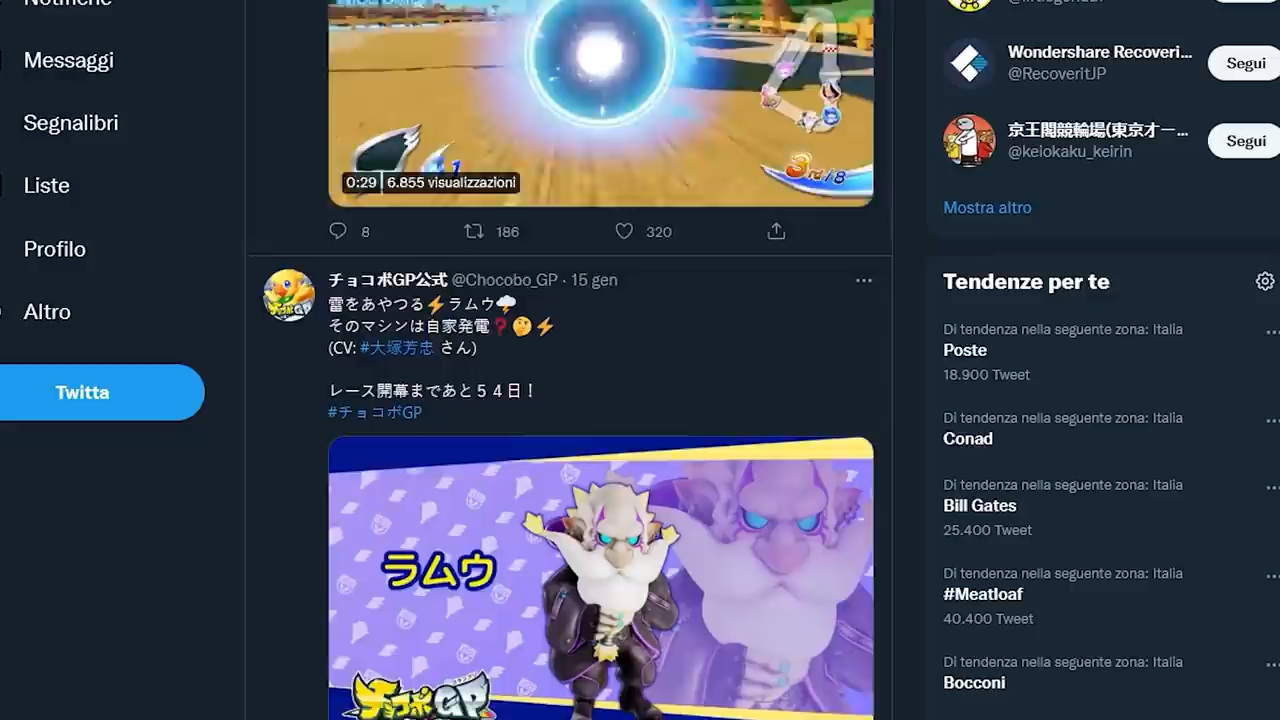 Messaggi
Segnalibri
Liste
Profilo
Altro
Twitta
0:29 6.855 visualizzazioni
8 186 320
チョコボGP公式 @Chocobo_GP · 15 gen
雷をあやつる⚡ラムウ🌩
そのマシンは自家発電❓🤔⚡
(CV: #大塚芳忠 さん)
レース開幕まであと５４日！
#チョコボGP
ラムウ
チョコボGP
Wondershare Recoveri...
@RecoveritJP
Segui
京王閣競輪場(東京オー...
@keiokaku_keirin
Segui
Mostra altro
Tendenze per te
Di tendenza nella seguente zona: Italia
Poste
18.900 Tweet
Di tendenza nella seguente zona: Italia
Conad
Di tendenza nella seguente zona: Italia
Bill Gates
25.400 Tweet
Di tendenza nella seguente zona: Italia
#Meatloaf
40.400 Tweet
Di tendenza nella seguente zona: Italia
Bocconi